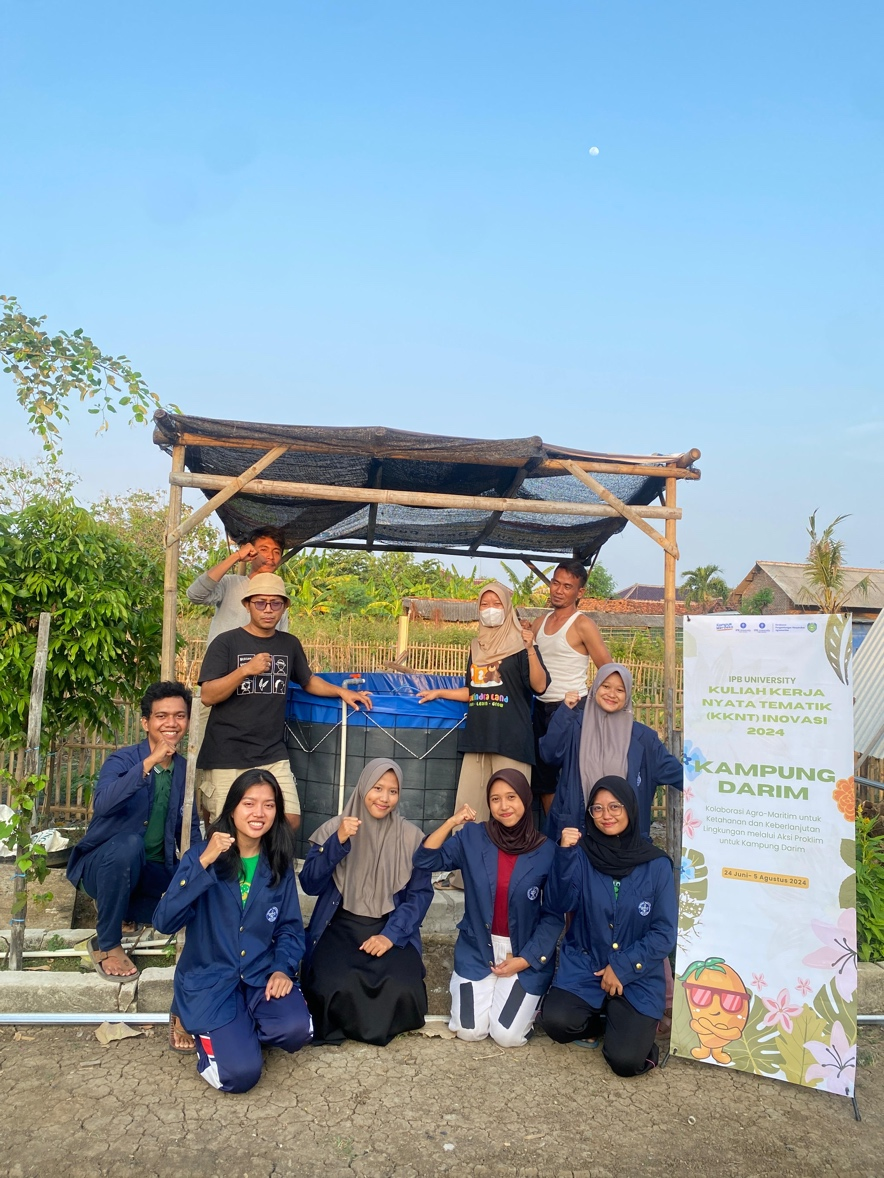 IPB UNIVERSITY
KULIAH KERJA
NYATA TEMATIK
(KKNT) INOVASI
2024
KAMPUNG
DARIM
Kolaborasi Agro-Maritim untuk
Ketahanan dan Keberlanjutan
Lingkungan melalui Aksi Proklim
untuk Kampung Darim
24 Juni- 5 Agustus 2024